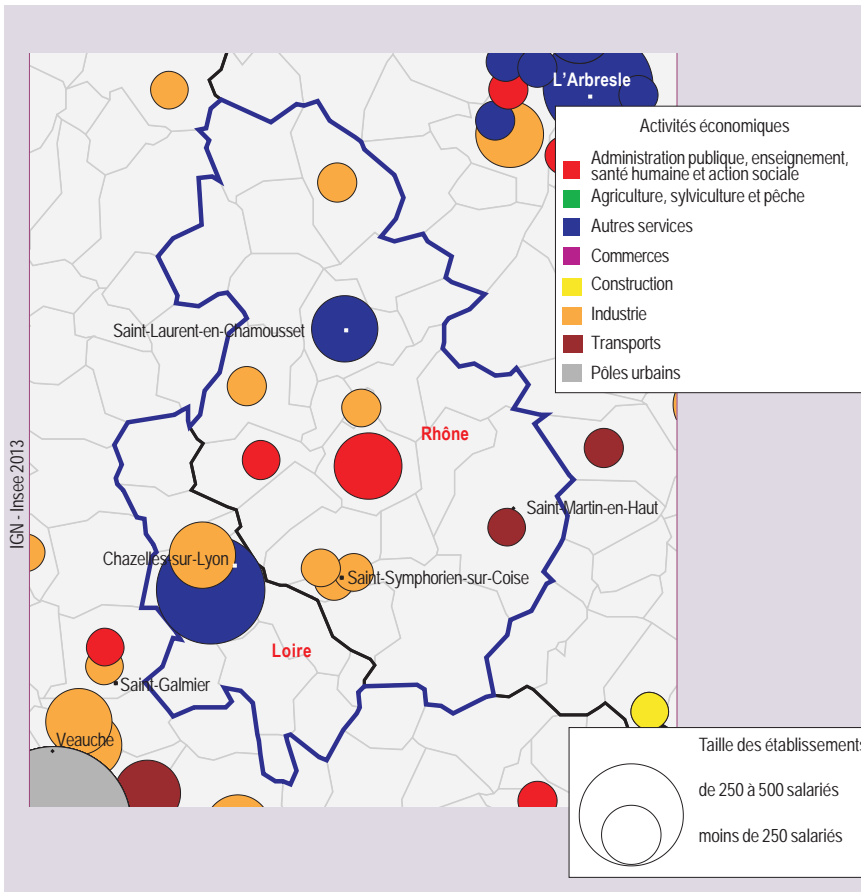 L'Arbresle
Activités économiques
Administration publique, enseignement,
santé humaine et action sociale
Agriculture, sylviculture et pêche
Autres services
Commerces
Construction
Industrie
Transports
Pôles urbains
Saint-Laurent-en-Chamousset
Rhône
IGN - Insee 2013
Saint-Martin-en-Haut
Chazelles-sur-Lyon
Saint-Symphorien-sur-Coise
Loire
Saint-Galmier
Veauche
Taille des établissements
de 250 à 500 salariés
moins de 250 salariés